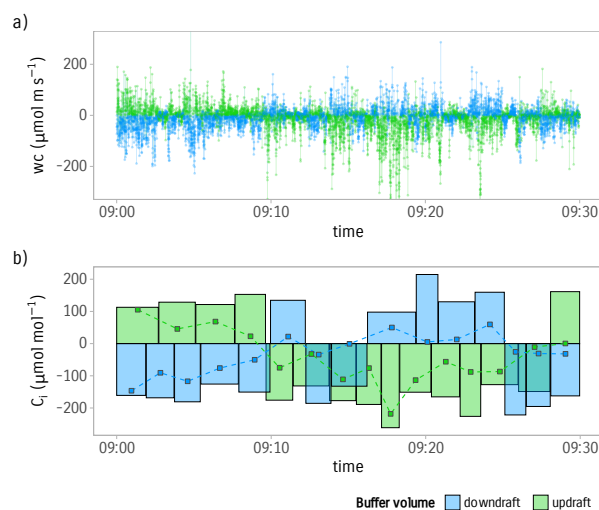 a)
wc (μmol m s⁻¹)
200
0
-200
09:00 09:10 09:20 09:30
time
b)
Cᵢ (μmol mol⁻¹)
200
100
0
-100
-200
09:00 09:10 09:20 09:30
time
Buffer volume downdraft updraft